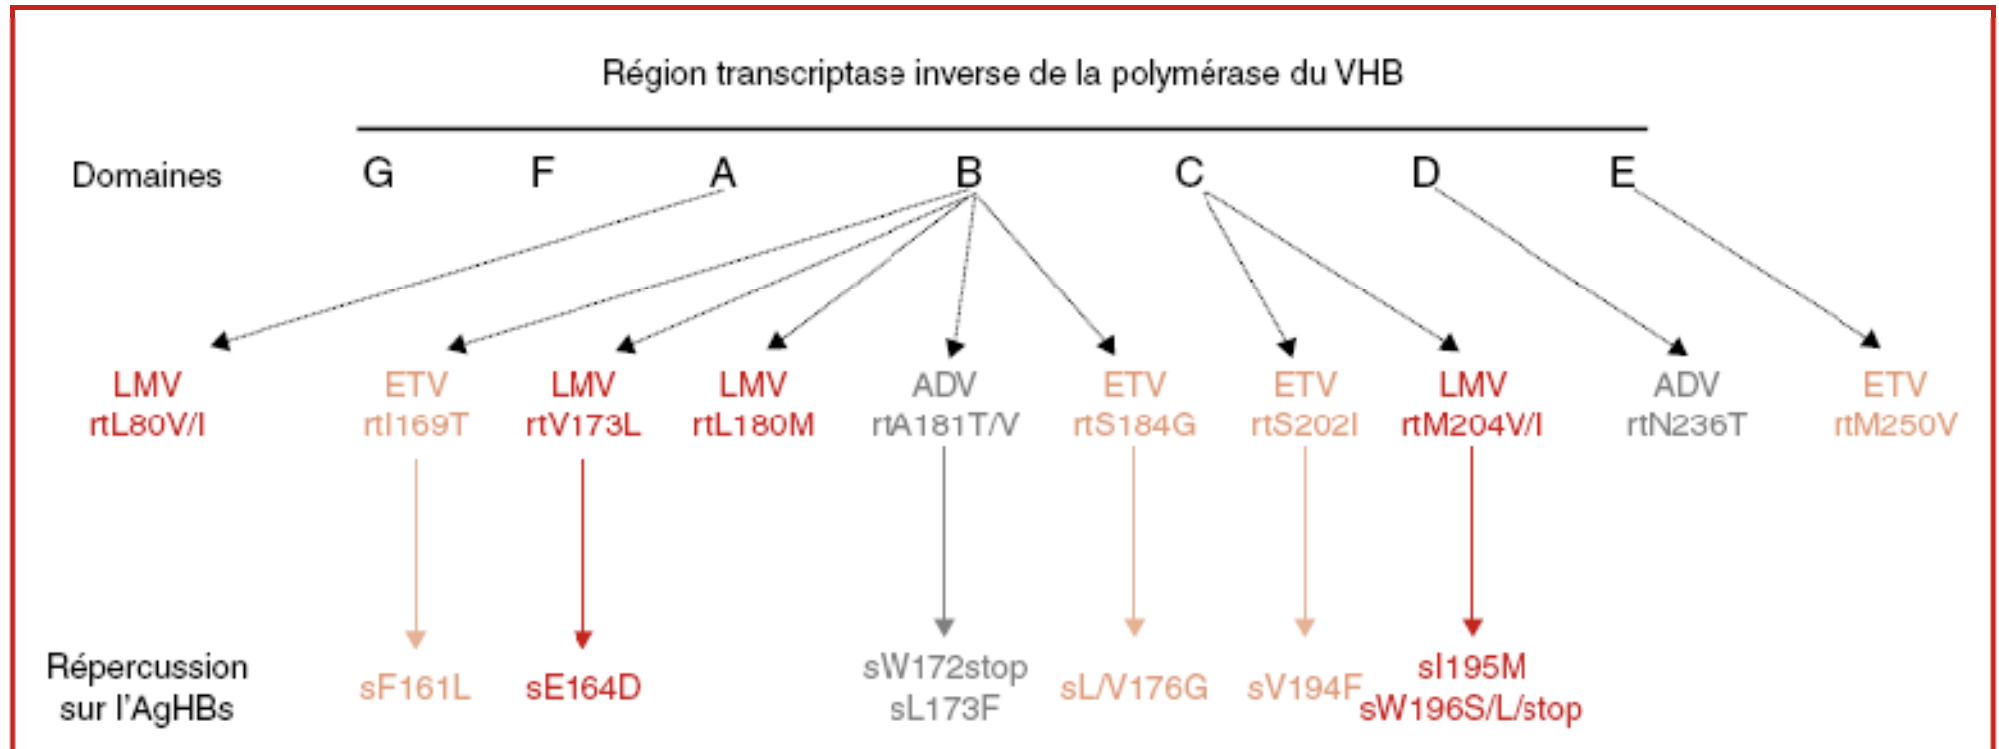 Région transcriptase inverse de la polymérase du VHB
Domaines G F A B C D E
LMV ETV LMV LMV ADV ETV ETV LMV ADV ETV
rtL80V/I rtI169T rtV173L rtL180M rtA181T/V rtS184G rtS202I rtM204V/I rtN236T rtM250V
Répercussion sW172stop sI195M
sF161L sE164D sL/V176G sV194F
sur l'AgHBs sL173F sW196S/L/stop